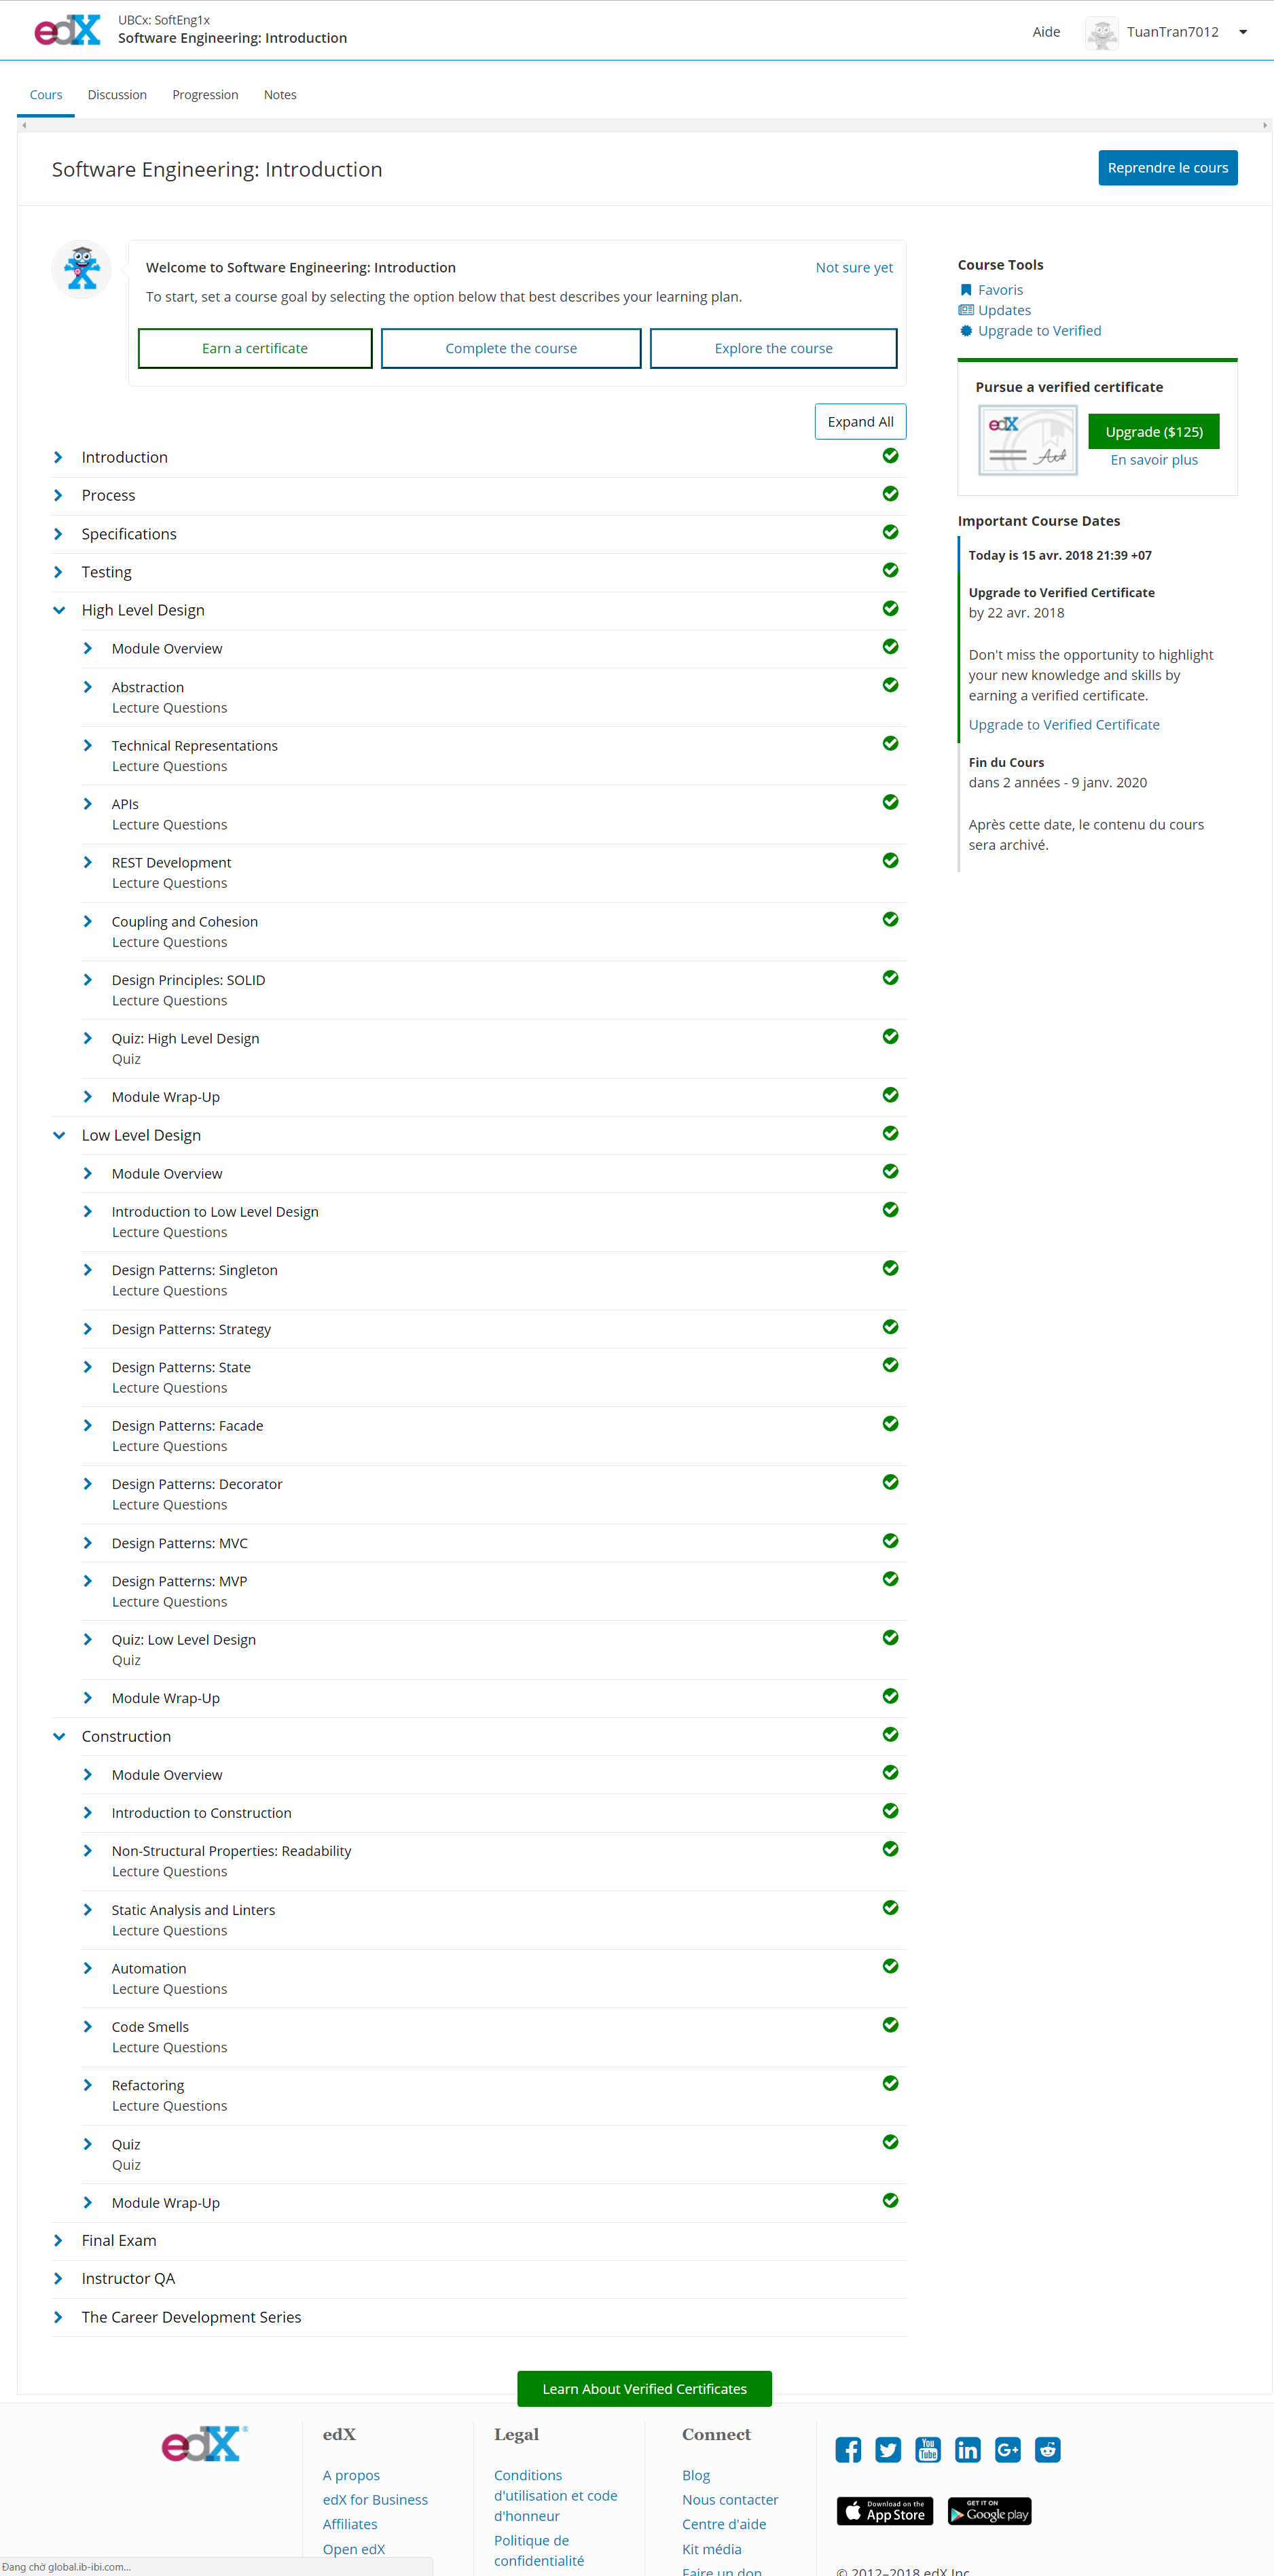 edX
UBCx: SoftEng1x
Software Engineering: Introduction
Aide
TuanTran7012
Cours
Discussion
Progression
Notes
Software Engineering: Introduction
Reprendre le cours
Welcome to Software Engineering: Introduction
Not sure yet
To start, set a course goal by selecting the option below that best describes your learning plan.
Earn a certificate
Complete the course
Explore the course
Expand All
Introduction
Process
Specifications
Testing
High Level Design
Module Overview
Abstraction
Lecture Questions
Technical Representations
Lecture Questions
APIs
Lecture Questions
REST Development
Lecture Questions
Coupling and Cohesion
Lecture Questions
Design Principles: SOLID
Lecture Questions
Quiz: High Level Design
Quiz
Module Wrap-Up
Low Level Design
Module Overview
Introduction to Low Level Design
Lecture Questions
Design Patterns: Singleton
Lecture Questions
Design Patterns: Strategy
Design Patterns: State
Lecture Questions
Design Patterns: Facade
Lecture Questions
Design Patterns: Decorator
Lecture Questions
Design Patterns: MVC
Design Patterns: MVP
Lecture Questions
Quiz: Low Level Design
Quiz
Module Wrap-Up
Construction
Module Overview
Introduction to Construction
Non-Structural Properties: Readability
Lecture Questions
Static Analysis and Linters
Lecture Questions
Automation
Lecture Questions
Code Smells
Lecture Questions
Refactoring
Lecture Questions
Quiz
Quiz
Module Wrap-Up
Final Exam
Instructor QA
The Career Development Series
Course Tools
Favoris
Updates
Upgrade to Verified
Pursue a verified certificate
edX
Upgrade ($125)
En savoir plus
Important Course Dates
Today is 15 avr. 2018 21:39 +07
Upgrade to Verified Certificate
by 22 avr. 2018
Don't miss the opportunity to highlight
your new knowledge and skills by
earning a verified certificate.
Upgrade to Verified Certificate
Fin du Cours
dans 2 années - 9 janv. 2020
Après cette date, le contenu du cours
sera archivé.
Learn About Verified Certificates
edX®
edX
A propos
edX for Business
Affiliates
Open edX
Legal
Conditions
d'utilisation et code
d'honneur
Politique de
confidentialité
Connect
Blog
Nous contacter
Centre d'aide
Kit média
Faire un don
You
Tube
in
G+
Download on the
App Store
GET IT ON
Google play
© 2012–2018 edX Inc.
Đang chờ global.ib-ibi.com...